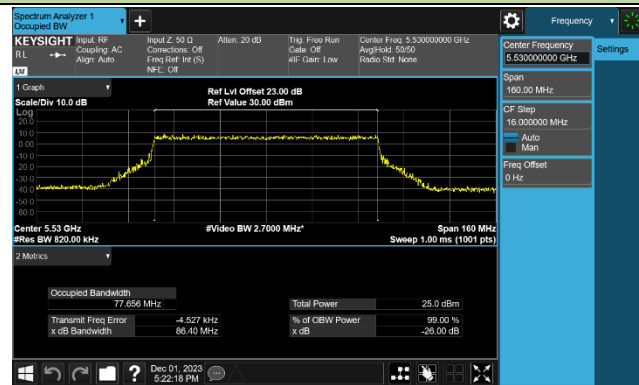 Spectrum Analyzer 1
Occupied BW
Frequency
KEYSIGHT
RL
LXI
Input: RF
Coupling: AC
Align: Auto
Input Z: 50 Ω
Corrections: Off
Freq Ref: Int (S)
NFE: Off
Atten: 20 dB
Trig: Free Run
Gate: Off
#IF Gain: Low
Center Freq: 5.530000000 GHz
Avg|Hold: 50/50
Radio Std: None
Center Frequency
5.530000000 GHz
Settings
Span
160.00 MHz
CF Step
16.000000 MHz
Auto
Man
Freq Offset
0 Hz
1 Graph
Scale/Div 10.0 dB
Ref Lvl Offset 23.00 dB
Ref Value 30.00 dBm
Log
20.0
10.0
0.00
-10.0
-20.0
-30.0
-40.0
-50.0
-60.0
Center 5.53 GHz
#Video BW 2.7000 MHz*
Span 160 MHz
#Res BW 820.00 kHz
Sweep 1.00 ms (1001 pts)
2 Metrics
Occupied Bandwidth
77.656 MHz
Total Power 25.0 dBm
Transmit Freq Error -4.527 kHz
% of OBW Power 99.00 %
x dB Bandwidth 86.40 MHz
x dB -26.00 dB
?
Dec 01, 2023
5:22:18 PM